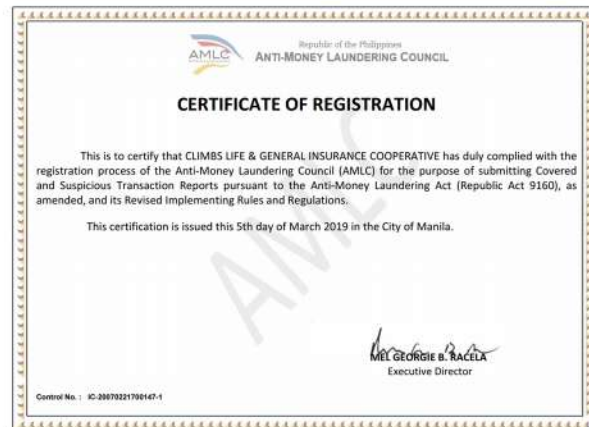 AMLC
Republic of the Philippines
ANTI-MONEY LAUNDERING COUNCIL
CERTIFICATE OF REGISTRATION
This is to certify that CLIMBS LIFE & GENERAL INSURANCE COOPERATIVE has duly complied with the
registration process of the Anti-Money Laundering Council (AMLC) for the purpose of submitting Covered
and Suspicious Transaction Reports pursuant to the Anti-Money Laundering Act (Republic Act 9160), as
amended, and its Revised Implementing Rules and Regulations.
This certification is issued this 5th day of March 2019 in the City of Manila.
AMLC
MEL GEORGIE B. RACELA
Executive Director
Control No. : IC-20070221700147-1